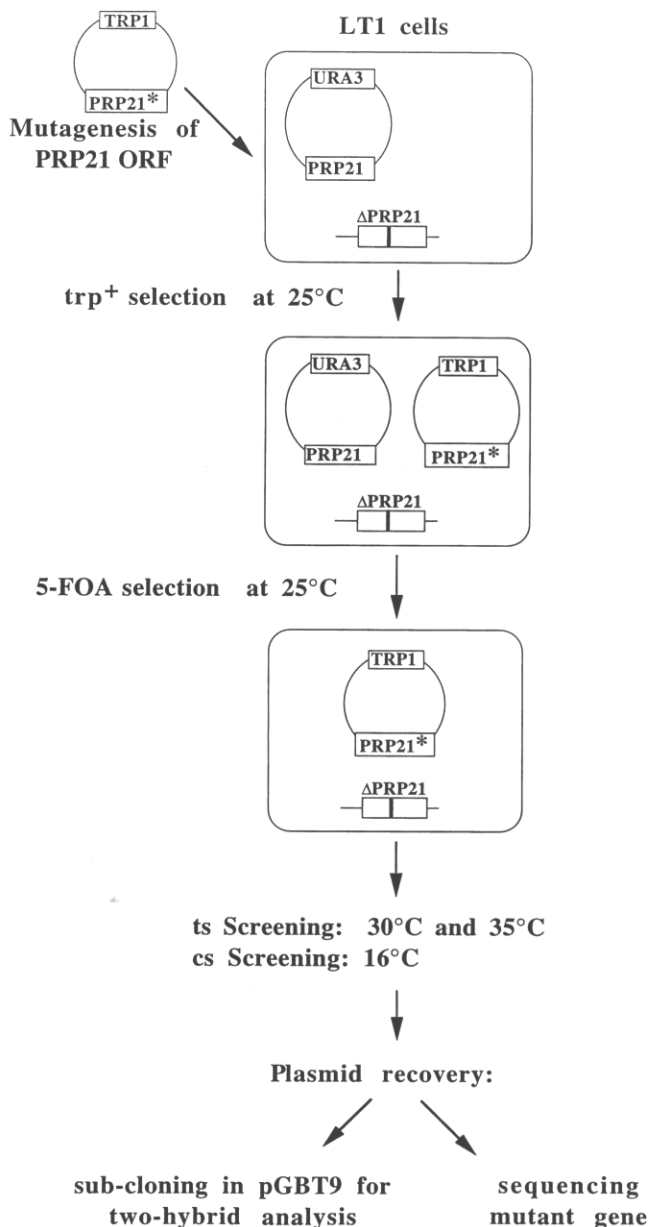 TRP1
PRP21*
Mutagenesis of
PRP21 ORF
LT1 cells
URA3
PRP21
ΔPRP21
trp+ selection at 25°C
URA3
TRP1
PRP21
PRP21*
ΔPRP21
5-FOA selection at 25°C
TRP1
PRP21*
ΔPRP21
ts Screening: 30°C and 35°C
cs Screening: 16°C
Plasmid recovery:
sub-cloning in pGBT9 for
two-hybrid analysis
sequencing
mutant gene